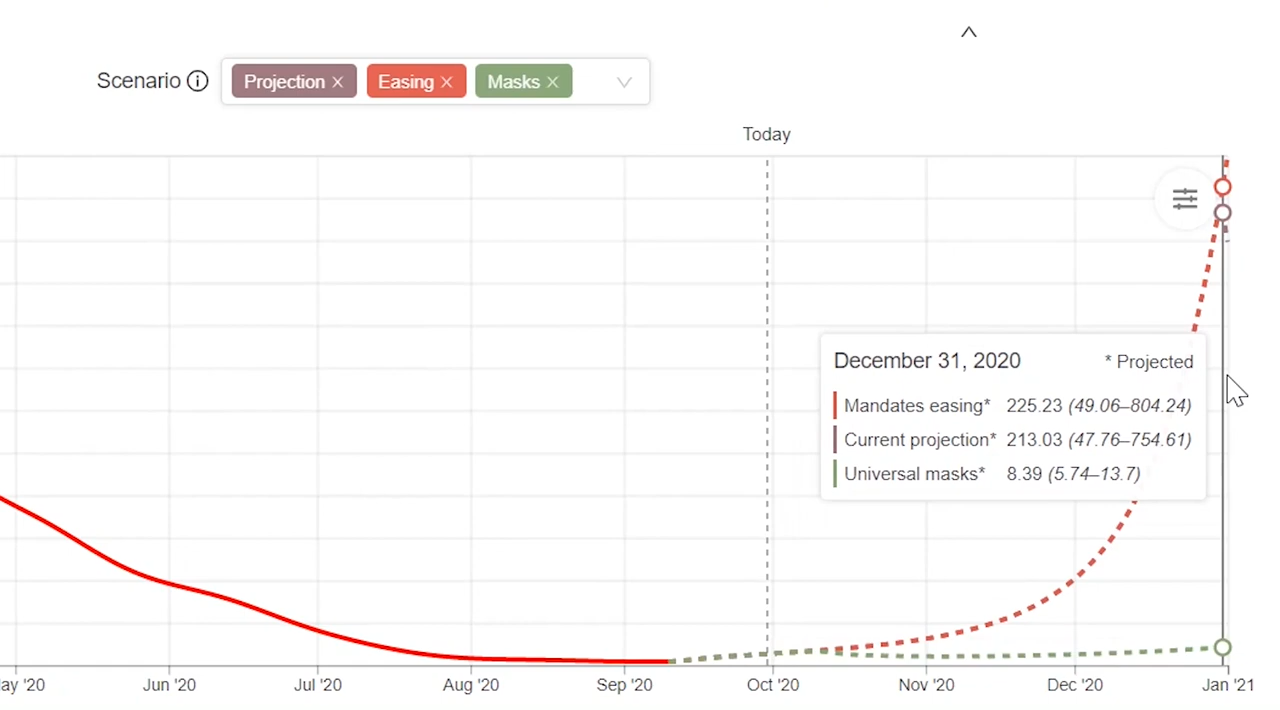 Scenario
Projection
Easing
Masks
Today
December 31, 2020 * Projected
Mandates easing* 225.23 (49.06–804.24)
Current projection* 213.03 (47.76–754.61)
Universal masks* 8.39 (5.74–13.7)
Jun '20 Jul '20 Aug '20 Sep '20 Oct '20 Nov '20 Dec '20 Jan '21